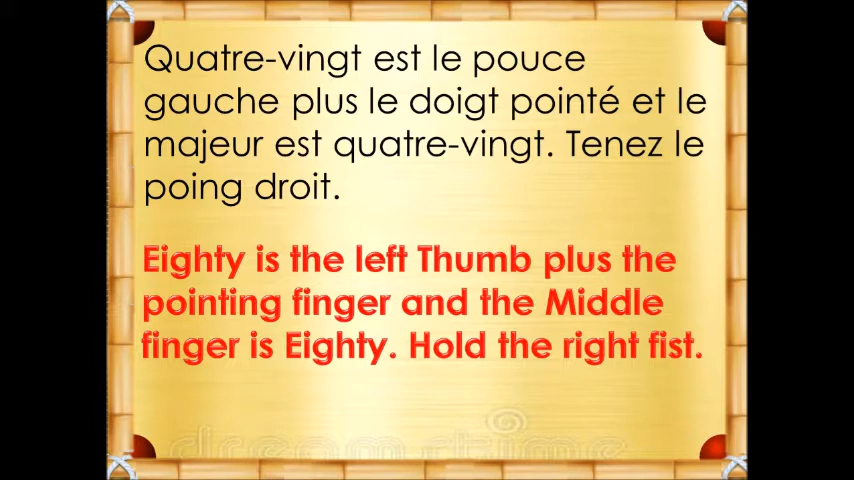 Quatre-vingt est le pouce
gauche plus le doigt pointé et le
majeur est quatre-vingt. Tenez le
poing droit.
Eighty is the left Thumb plus the
pointing finger and the Middle
finger is Eighty. Hold the right fist.
dreamstime